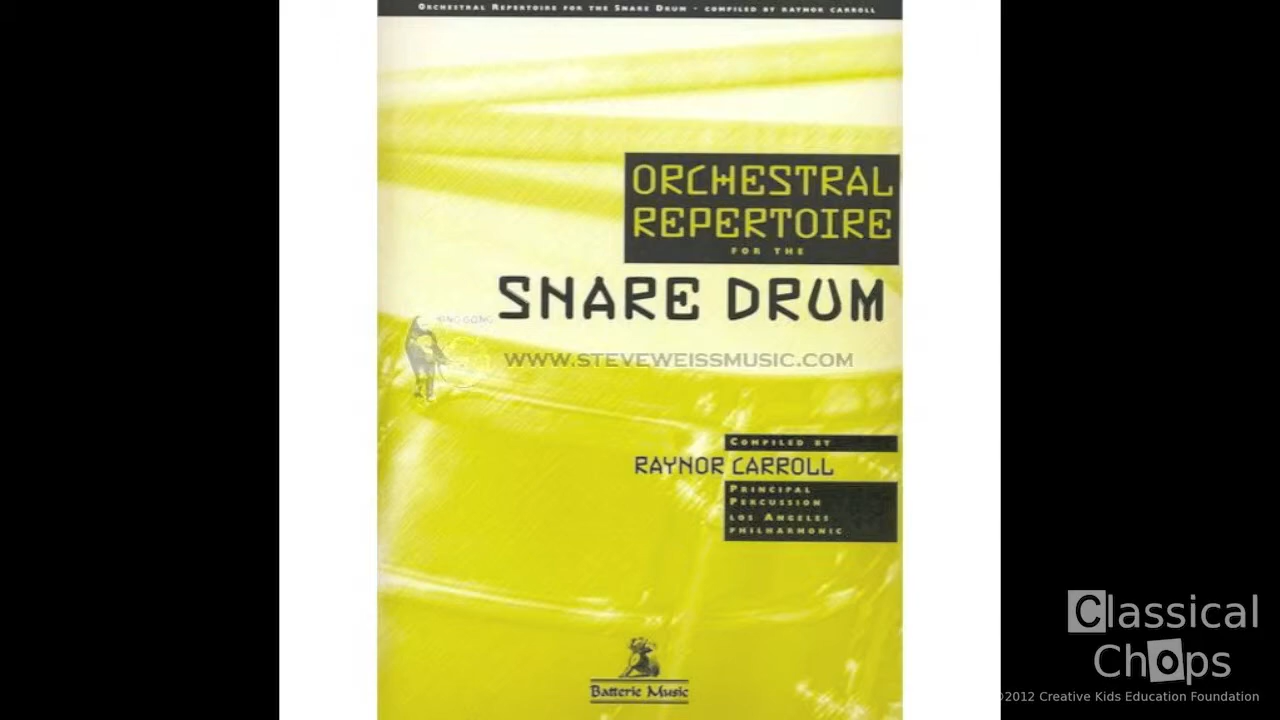 ORCHESTRAL REPERTOIRE FOR THE SNARE DRUM • COMPILED BY RAYNOR CARROLL
ORCHESTRAL
REPERTOIRE
FOR THE
SNARE DRUM
WWW.STEVEWEISSMUSIC.COM
COMPILED BY
RAYNOR CARROLL
PRINCIPAL
PERCUSSION
LOS ANGELES
PHILHARMONIC
Batterie Music
Classical
Chops
©2012 Creative Kids Education Foundation